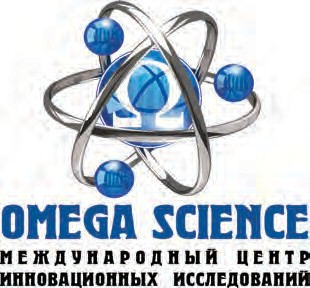 Ω
OMEGA SCIENCE
МЕЖДУНАРОДНЫЙ ЦЕНТР
ИННОВАЦИОННЫХ ИССЛЕДОВАНИЙ